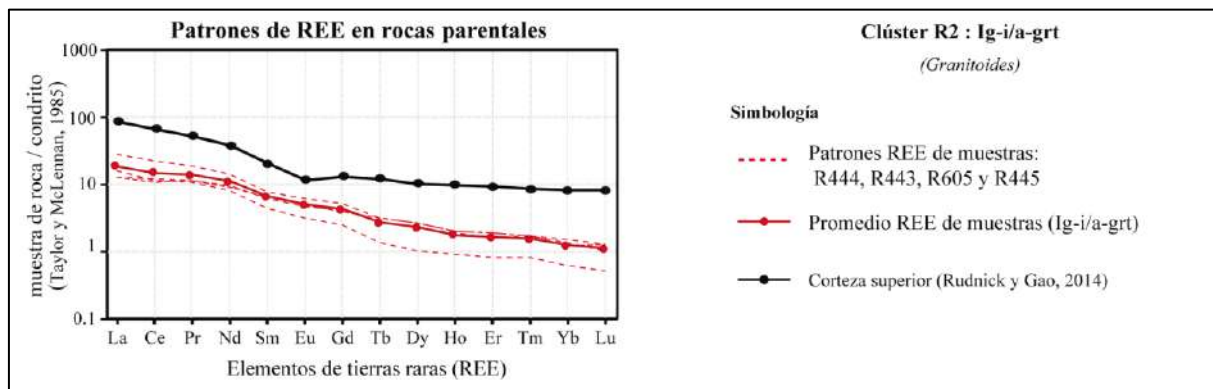 Patrones de REE en rocas parentales
1000
100
10
1
0.1
muestra de roca / condrito
(Taylor y McLennan, 1985)
La Ce Pr Nd Sm Eu Gd Tb Dy Ho Er Tm Yb Lu
Elementos de tierras raras (REE)
Clúster R2 : Ig-i/a-grt
(Granitoides)
Simbología
Patrones REE de muestras:
R444, R443, R605 y R445
Promedio REE de muestras (Ig-i/a-grt)
Corteza superior (Rudnick y Gao, 2014)